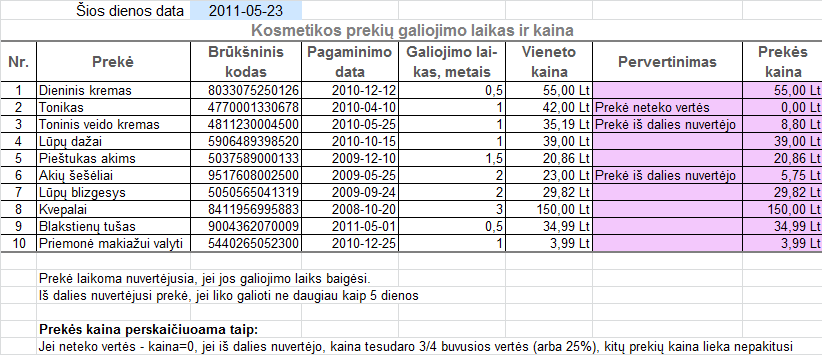 Šios dienos data 2011-05-23
Kosmetikos prekių galiojimo laikas ir kaina
Nr. Prekė Brūkšninis kodas Pagaminimo data Galiojimo lai-kas, metais Vieneto kaina Pervertinimas Prekės kaina
1 Dieninis kremas 8033075250126 2010-12-12 0,5 55,00 Lt 55,00 Lt
2 Tonikas 4770001330678 2010-04-10 1 42,00 Lt Prekė neteko vertės 0,00 Lt
3 Toninis veido kremas 4811230004500 2010-05-25 1 35,19 Lt Prekė iš dalies nuvertėjo 8,80 Lt
4 Lūpų dažai 5906489398520 2010-10-15 1 39,00 Lt 39,00 Lt
5 Pieštukas akims 5037589000133 2009-12-10 1,5 20,86 Lt 20,86 Lt
6 Akių šešėliai 9517608002500 2009-05-25 2 23,00 Lt Prekė iš dalies nuvertėjo 5,75 Lt
7 Lūpų blizgesys 5050565041319 2009-09-24 2 29,82 Lt 29,82 Lt
8 Kvepalai 8411956995883 2008-10-20 3 150,00 Lt 150,00 Lt
9 Blakstienų tušas 9004362070009 2011-05-01 0,5 34,99 Lt 34,99 Lt
10 Priemonė makiažui valyti 5440265052300 2010-12-25 1 3,99 Lt 3,99 Lt
Prekė laikoma nuvertėjusia, jei jos galiojimo laiks baigėsi.
Iš dalies nuvertėjusi prekė, jei liko galioti ne daugiau kaip 5 dienos
Prekės kaina perskaičiuoama taip:
Jei neteko vertės - kaina=0, jei iš dalies nuvertėjo, kaina tesudaro 3/4 buvusios vertės (arba 25%), kitų prekių kaina lieka nepakitusi